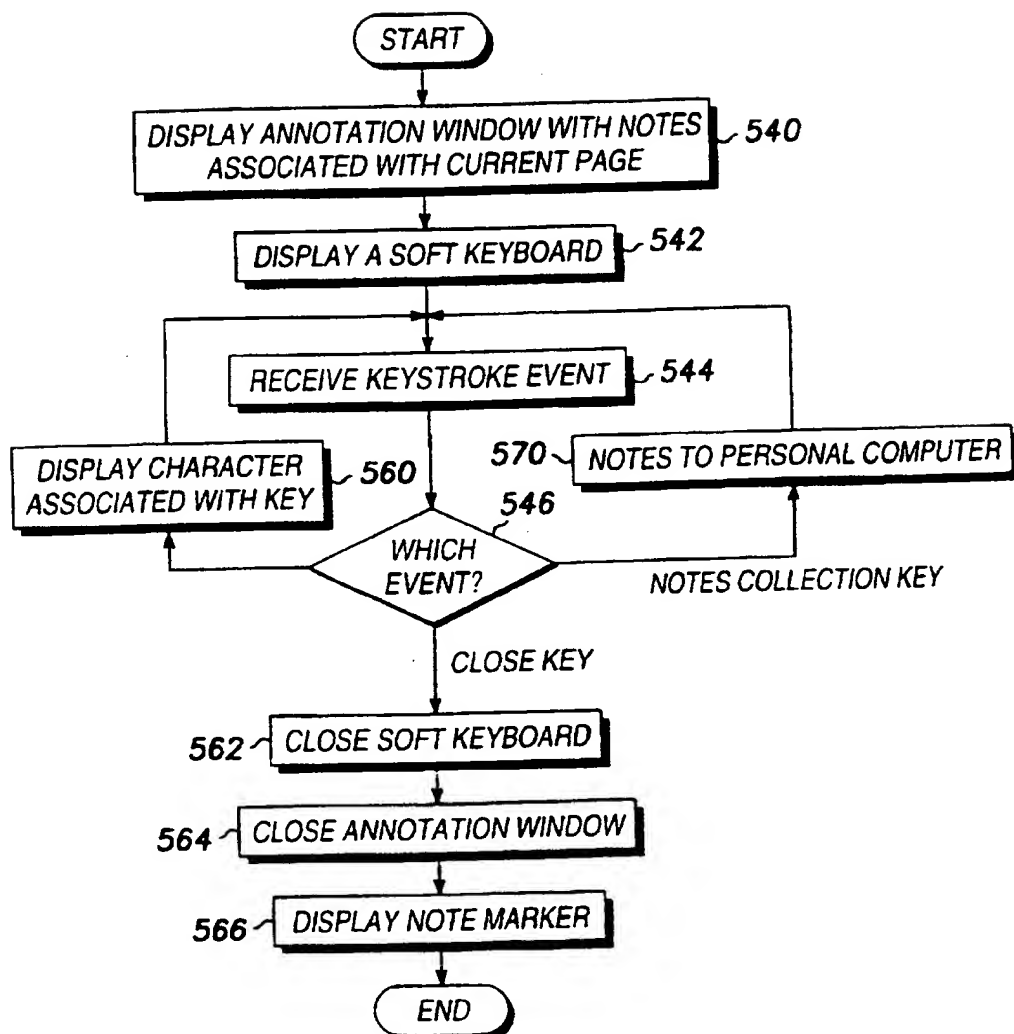 START
DISPLAY ANNOTATION WINDOW WITH NOTES
ASSOCIATED WITH CURRENT PAGE
540
DISPLAY A SOFT KEYBOARD
542
RECEIVE KEYSTROKE EVENT
544
DISPLAY CHARACTER
ASSOCIATED WITH KEY
560
570
NOTES TO PERSONAL COMPUTER
546
WHICH
EVENT?
NOTES COLLECTION KEY
CLOSE KEY
562
CLOSE SOFT KEYBOARD
564
CLOSE ANNOTATION WINDOW
566
DISPLAY NOTE MARKER
END